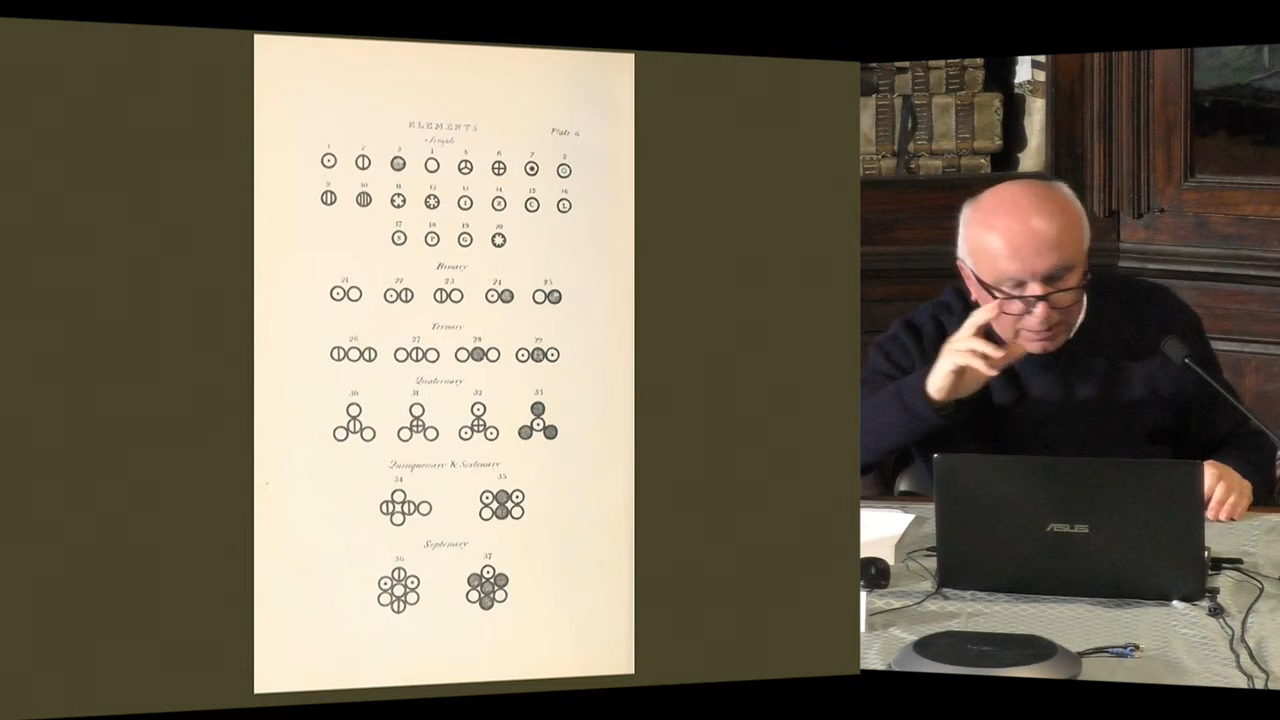 ELEMENTS
Plate 4
Simple
1 2 3 4 5 6 7 8
9 10 11 12 13 14 15 16
I Z C L
17 18 19 20
S P G
Binary
21 22 23 24 25
Ternary
26 27 28 29
Quaternary
30 31 32 33
Quinquenary & Sextenary
34 35
Septenary
36 37
ASUS